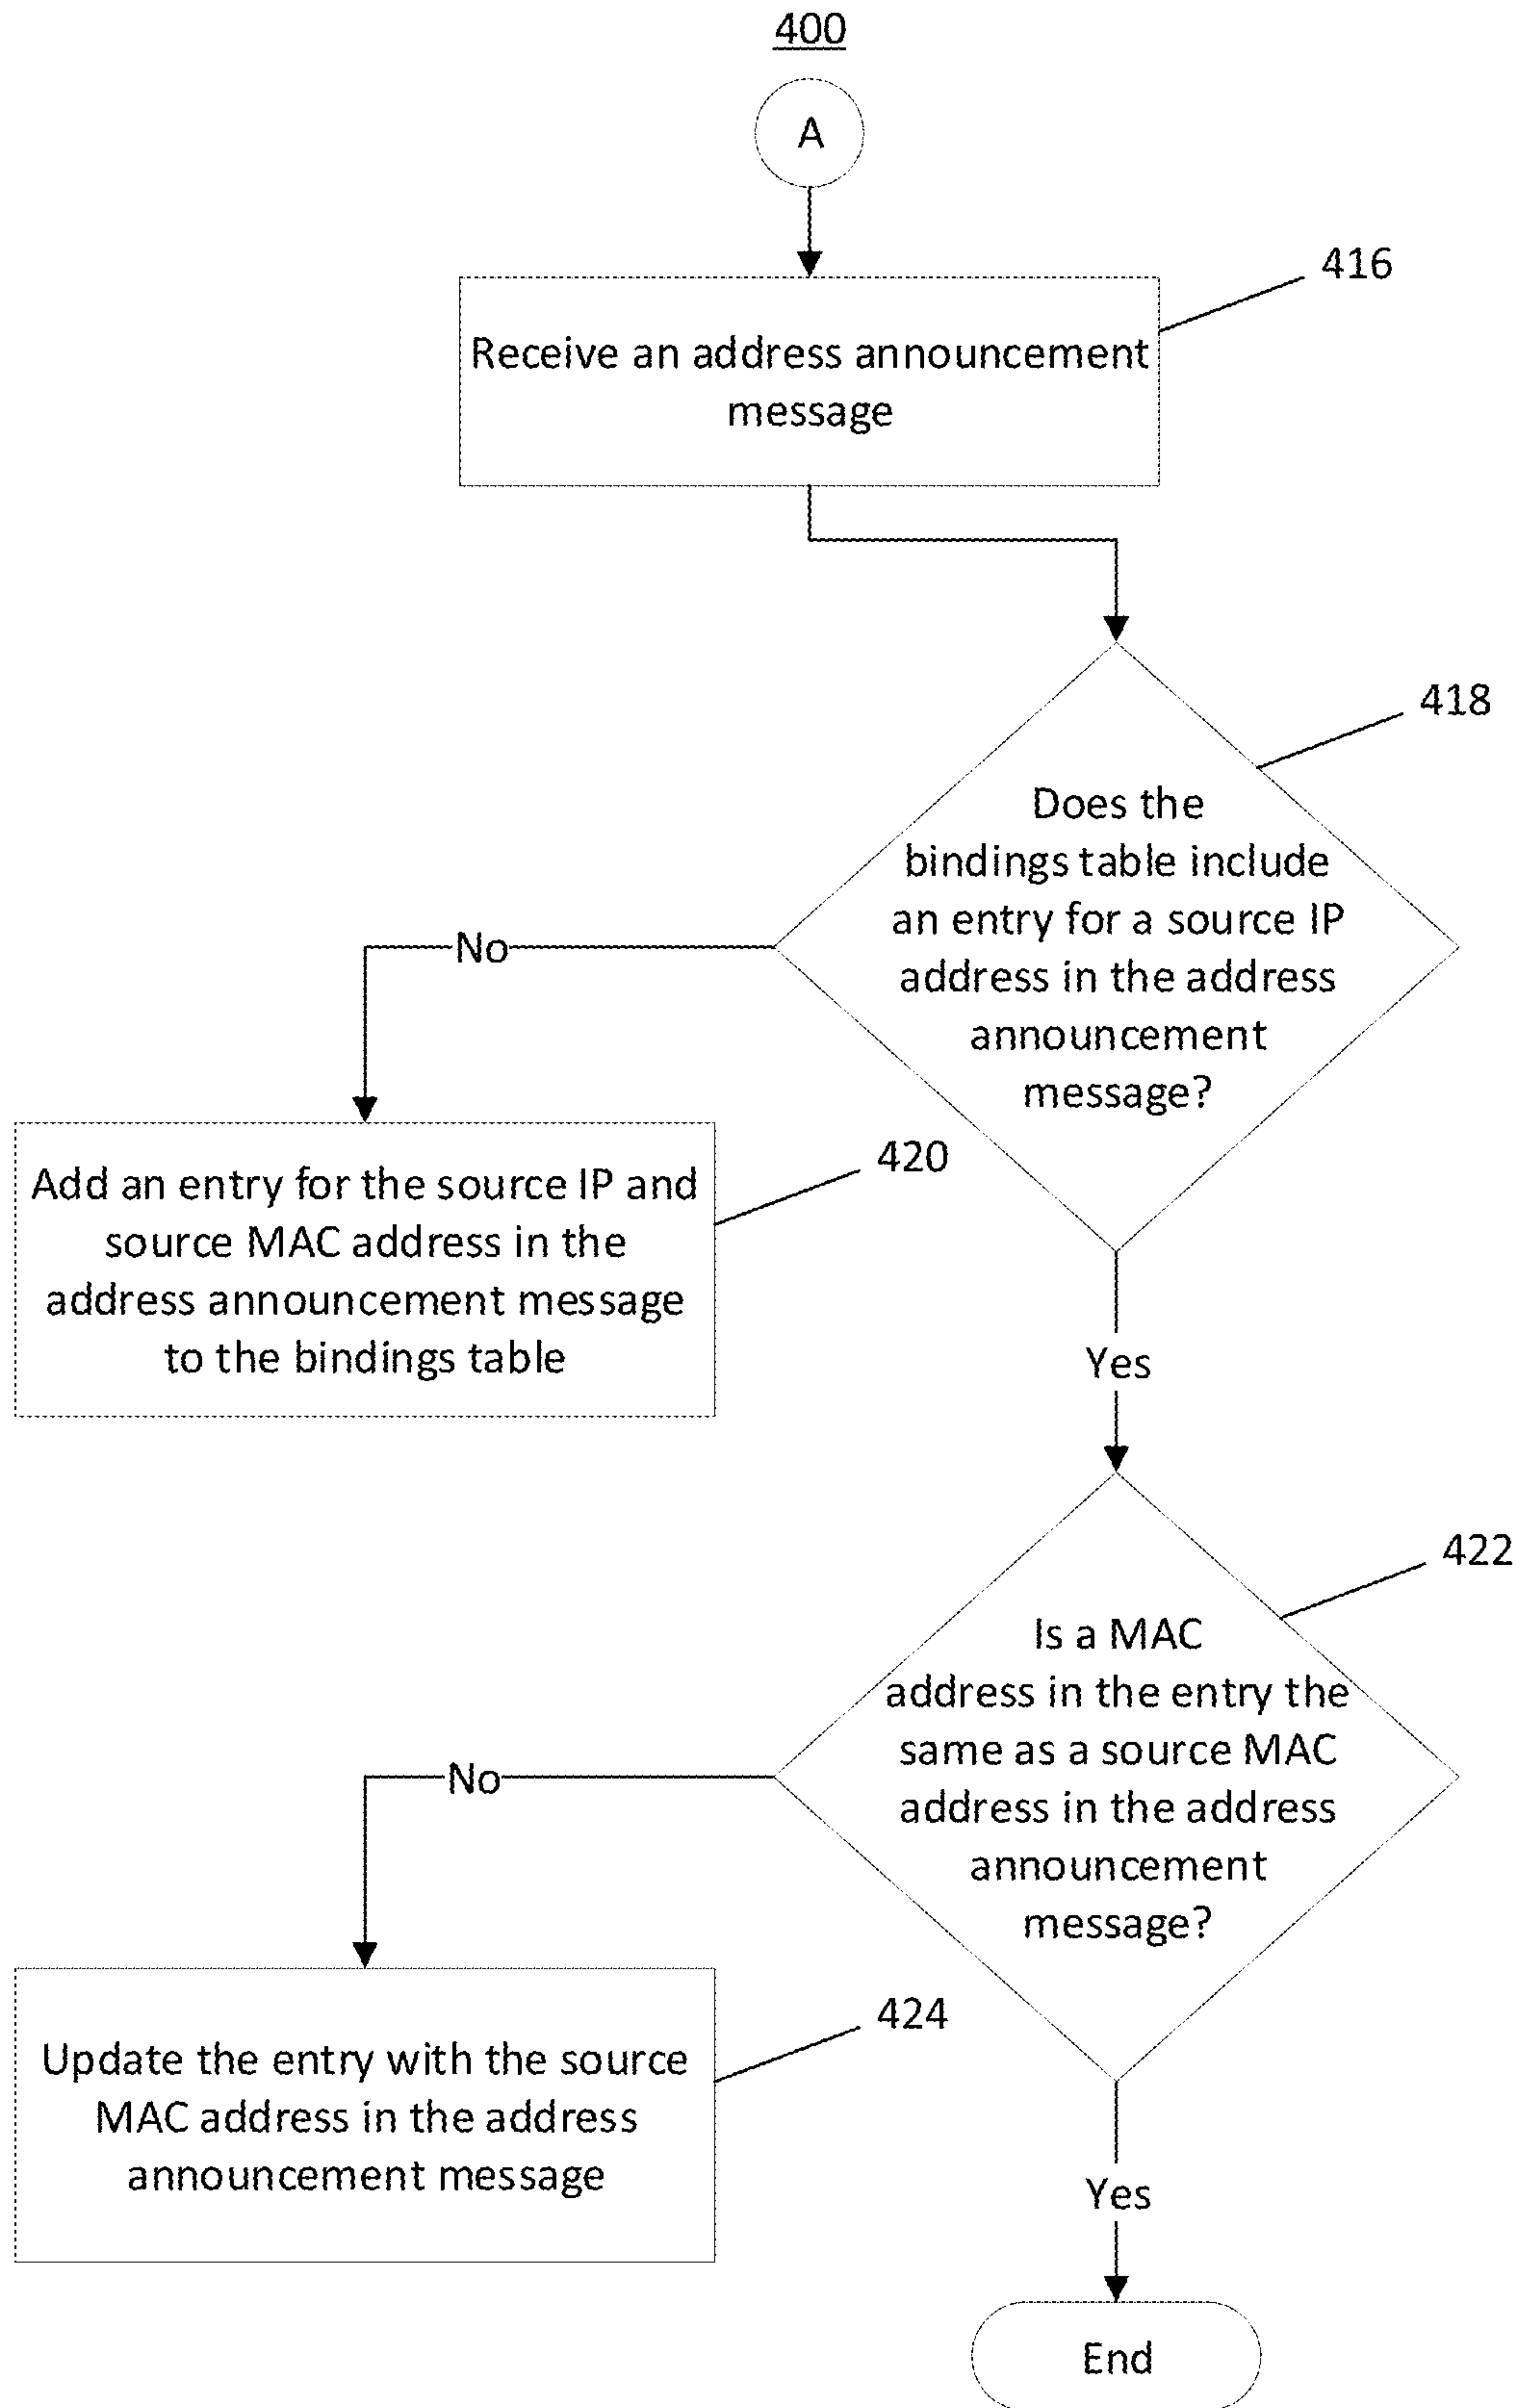 400
A
416
Receive an address announcement
message
418
Does the
bindings table include
an entry for a source IP
address in the address
announcement
message?
No
420
Add an entry for the source IP and
source MAC address in the
address announcement message
to the bindings table
Yes
422
Is a MAC
address in the entry the
same as a source MAC
address in the address
announcement
message?
No
424
Update the entry with the source
MAC address in the address
announcement message
Yes
End